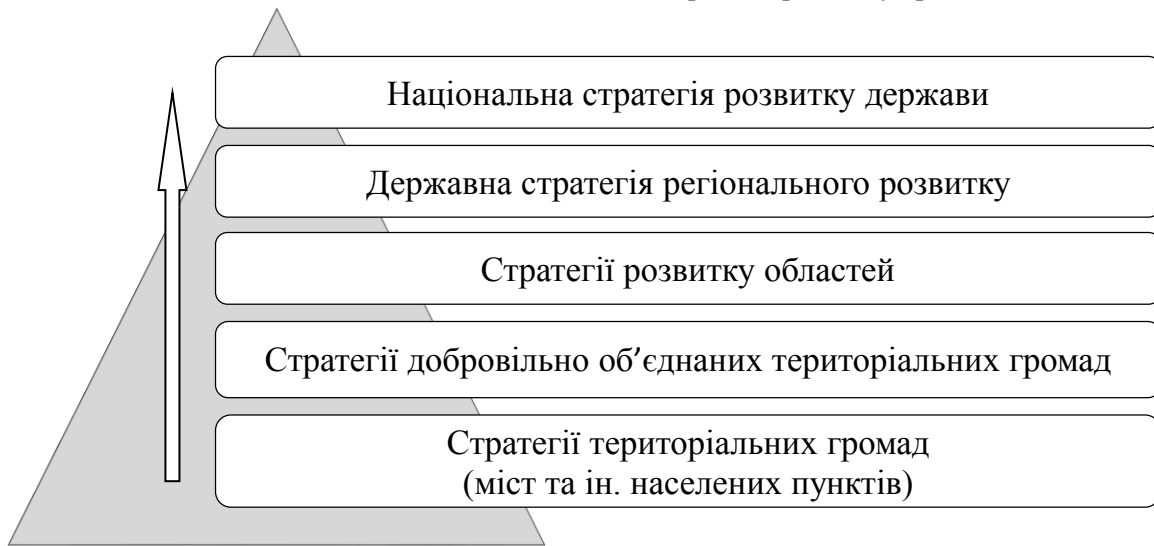 Національна стратегія розвитку держави
Державна стратегія регіонального розвитку
Стратегії розвитку областей
Стратегії добровільно об’єднаних територіальних громад
Стратегії територіальних громад
(міст та ін. населених пунктів)